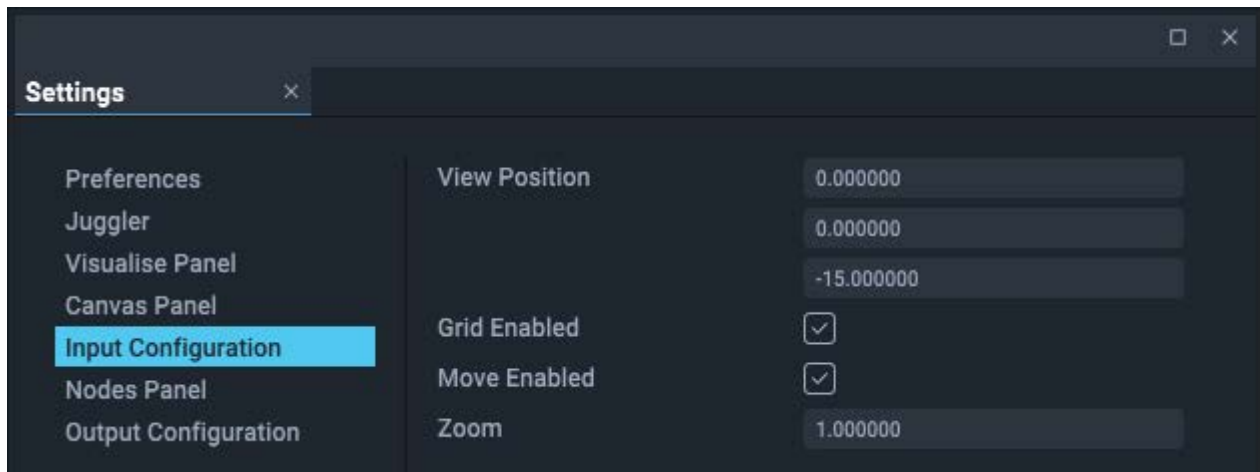 Settings
Preferences
Juggler
Visualise Panel
Canvas Panel
Input Configuration
Nodes Panel
Output Configuration
View Position
0.000000
0.000000
-15.000000
Grid Enabled
Move Enabled
Zoom
1.000000